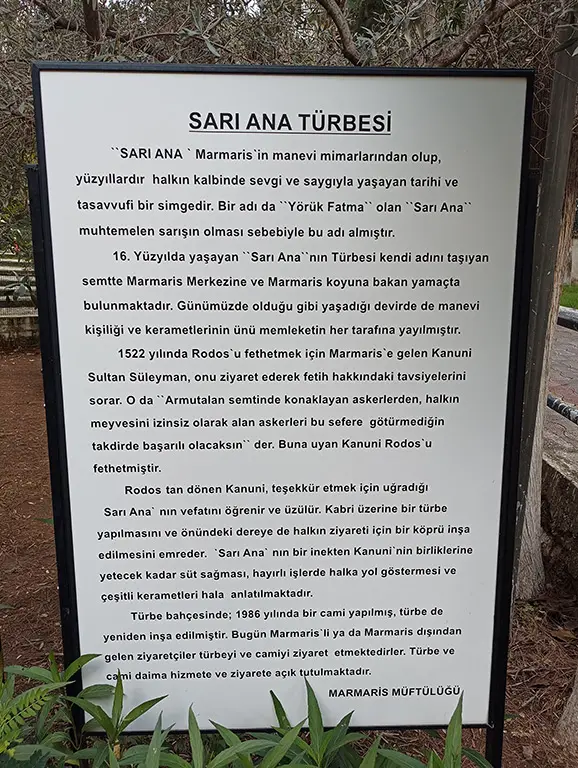 SARI ANA TÜRBESİ
``SARI ANA ` Marmaris`in manevi mimarlarından olup,
yüzyıllardır halkın kalbinde sevgi ve saygıyla yaşayan tarihi ve
tasavvufi bir simgedir. Bir adı da ``Yörük Fatma`` olan ``Sarı Ana``
muhtemelen sarışın olması sebebiyle bu adı almıştır.
16. Yüzyılda yaşayan ``Sarı Ana``nın Türbesi kendi adını taşıyan
semtte Marmaris Merkezine ve Marmaris koyuna bakan yamaçta
bulunmaktadır. Günümüzde olduğu gibi yaşadığı devirde de manevi
kişiliği ve kerametlerinin ünü memleketin her tarafına yayılmıştır.
1522 yılında Rodos`u fethetmek için Marmaris`e gelen Kanuni
Sultan Süleyman, onu ziyaret ederek fetih hakkındaki tavsiyelerini
sorar. O da ``Armutalan semtinde konaklayan askerlerden, halkın
meyvesini izinsiz olarak alan askerleri bu sefere götürmediğin
takdirde başarılı olacaksın`` der. Buna uyan Kanuni Rodos`u
fethetmiştir.
Rodos tan dönen Kanuni, teşekkür etmek için uğradığı
Sarı Ana` nın vefatını öğrenir ve üzülür. Kabri üzerine bir türbe
yapılmasını ve önündeki dereye de halkın ziyareti için bir köprü inşa
edilmesini emreder. `Sarı Ana` nın bir inekten Kanuni`nin birliklerine
yetecek kadar süt sağması, hayırlı işlerde halka yol göstermesi ve
çeşitli kerametleri hala anlatılmaktadır.
Türbe bahçesinde; 1986 yılında bir cami yapılmış, türbe de
yeniden inşa edilmiştir. Bugün Marmaris`li ya da Marmaris dışından
gelen ziyaretçiler türbeyi ve camiyi ziyaret etmektedirler. Türbe ve
cami daima hizmete ve ziyarete açık tutulmaktadır.
MARMARİS MÜFTÜLÜĞÜ